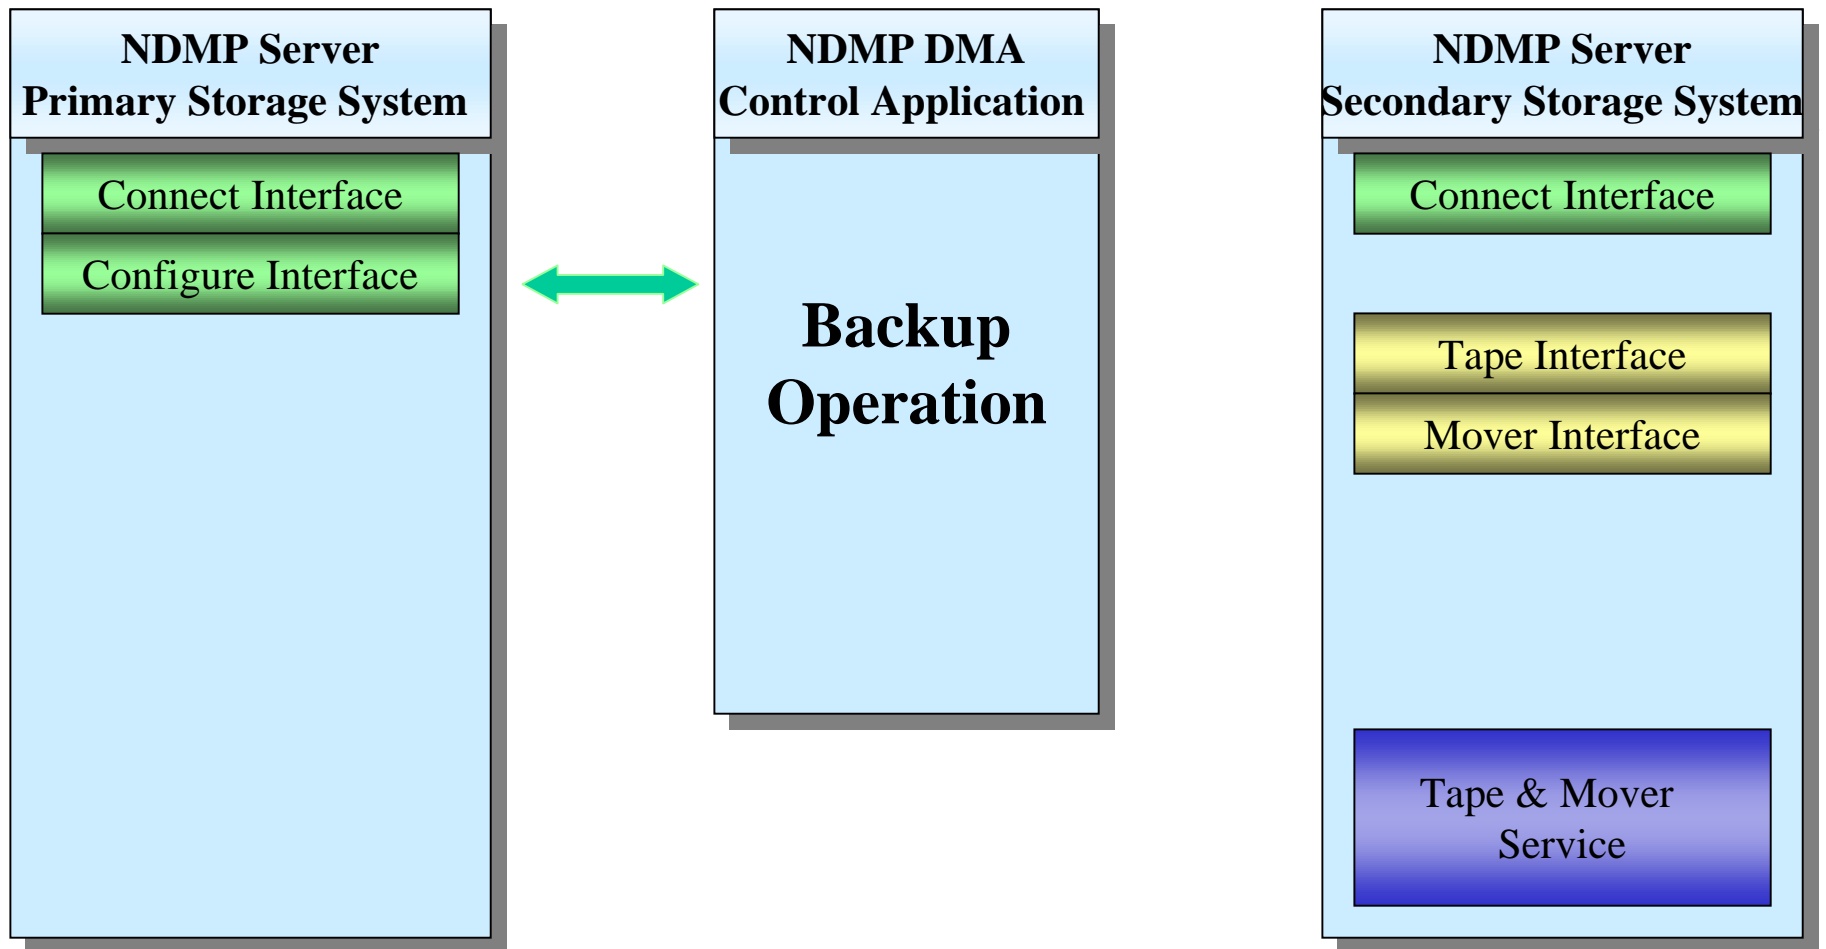 NDMP Server
Primary Storage System
Connect Interface
Configure Interface
NDMP DMA
Control Application
Backup
Operation
NDMP Server
Secondary Storage System
Connect Interface
Tape Interface
Mover Interface
Tape & Mover
Service